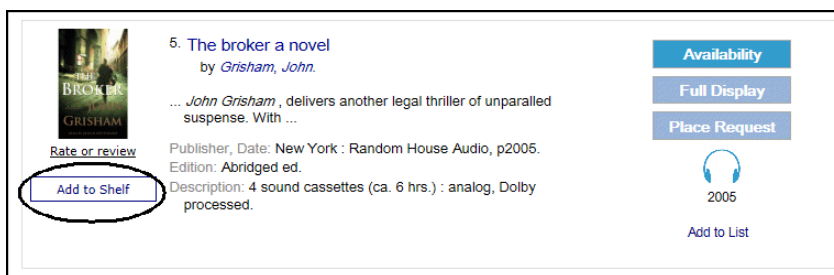 THE
BROKER
JOHN
GRISHAM
Rate or review
Add to Shelf
5. The broker a novel
by Grisham, John.
... John Grisham , delivers another legal thriller of unparalled
suspense. With ...
Publisher, Date: New York : Random House Audio, p2005.
Edition: Abridged ed.
Description: 4 sound cassettes (ca. 6 hrs.) : analog, Dolby
processed.
Availability
Full Display
Place Request
2005
Add to List